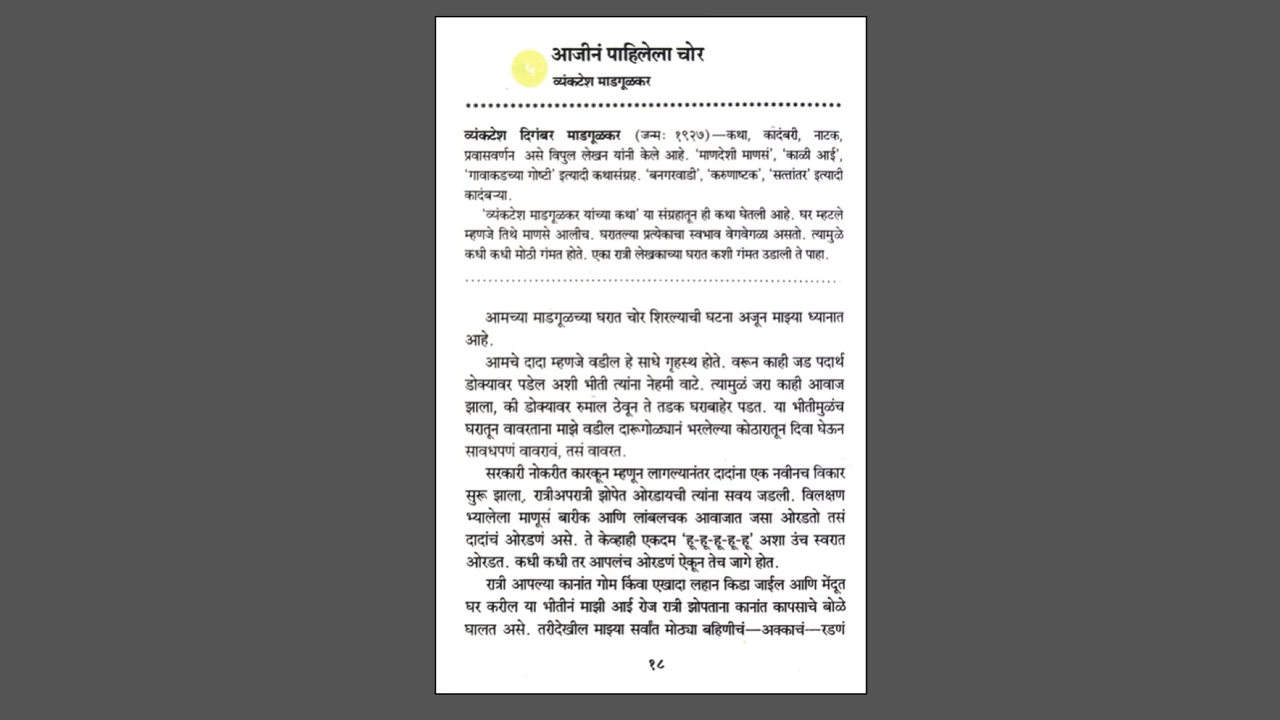 ५
आजीनं पाहिलेला चोर
व्यंकटेश माडगूळकर
व्यंकटेश दिगंबर माडगूळकर (जन्मः १९२७)—कथा, कादंबरी, नाटक,
प्रवासवर्णन असे विपुल लेखन यांनी केले आहे. 'माणदेशी माणसं', 'काळी आई',
'गावाकडच्या गोष्टी' इत्यादी कथासंग्रह. 'बनगरवाडी', 'करुणाष्टक', 'सत्तांतर' इत्यादी
कादंबऱ्या.
'व्यंकटेश माडगूळकर यांच्या कथा' या संग्रहातून ही कथा घेतली आहे. घर म्हटले
म्हणजे तिथे माणसे आलीच. घरातल्या प्रत्येकाचा स्वभाव वेगवेगळा असतो. त्यामुळे
कधी कधी मोठी गंमत होते. एका रात्री लेखकाच्या घरात कशी गंमत उडाली ते पाहा.
आमच्या माडगूळच्या घरात चोर शिरल्याची घटना अजून माझ्या ध्यानात
आहे.
आमचे दादा म्हणजे वडील हे साधे गृहस्थ होते. वरून काही जड पदार्थ
डोक्यावर पडेल अशी भीती त्यांना नेहमी वाटे. त्यामुळं जरा काही आवाज
झाला, की डोक्यावर रुमाल ठेवून ते तडक घराबाहेर पडत. या भीतीमुळंच
घरातून वावरताना माझे वडील दारूगोळ्यानं भरलेल्या कोठारातून दिवा घेऊन
सावधपणं वावरावं, तसं वावरत.
सरकारी नोकरीत कारकून म्हणून लागल्यानंतर दादांना एक नवीनच विकार
सुरू झाला. रात्रीअपरात्री झोपेत ओरडायची त्यांना सवय जडली. विलक्षण
भ्यालेला माणूस बारीक आणि लांबलचक आवाजात जसा ओरडतो तसं
दादांचं ओरडणं असे. ते केव्हाही एकदम 'हू-हू-हू-हू-हू' अशा उंच स्वरात
ओरडत. कधी कधी तर आपलंच ओरडणं ऐकून तेच जागे होत.
रात्री आपल्या कानांत गोम किंवा एखादा लहान किडा जाईल आणि मेंदूत
घर करील या भीतीनं माझी आई रोज रात्री झोपताना कानांत कापसाचे बोळे
घालत असे. तरीदेखील माझ्या सर्वांत मोठ्या बहिणीचं—अक्काचं—रडणं
१८